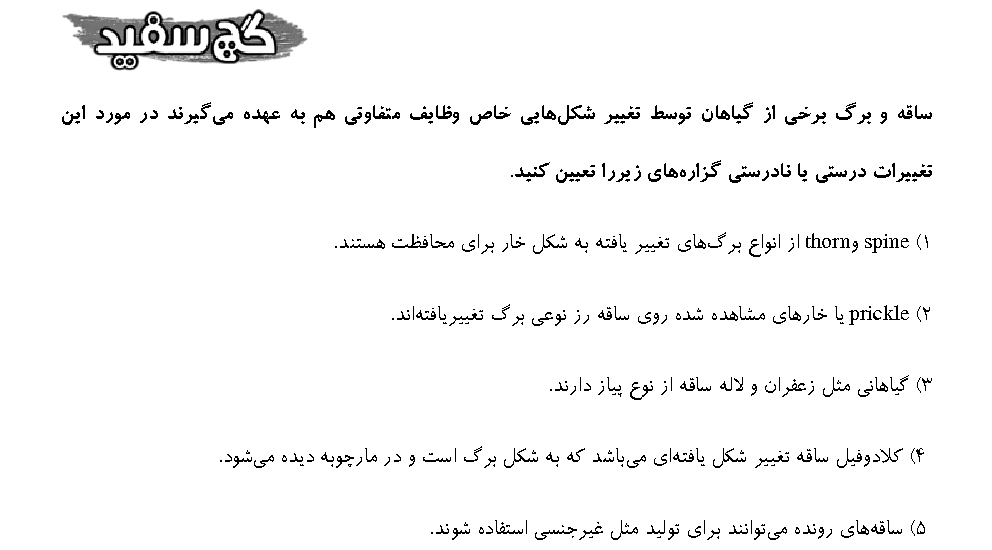 گچ سفید
ساقه و برگ برخی از گیاهان توسط تغییر شکل‌هایی خاص وظایف متفاوتی هم به عهده می‌گیرند در مورد این
تغییرات درستی یا نادرستی گزاره‌های زیررا تعیین کنید.
۱) spine وthorn از انواع برگ‌های تغییر یافته به شکل خار برای محافظت هستند.
۲) prickle یا خارهای مشاهده شده روی ساقه رز نوعی برگ تغییریافته‌اند.
۳) گیاهانی مثل زعفران و لاله ساقه از نوع پیاز دارند.
۴) کلادوفیل ساقه تغییر شکل یافته‌ای می‌باشد که به شکل برگ است و در مارچوبه دیده می‌شود.
۵) ساقه‌های رونده می‌توانند برای تولید مثل غیرجنسی استفاده شوند.